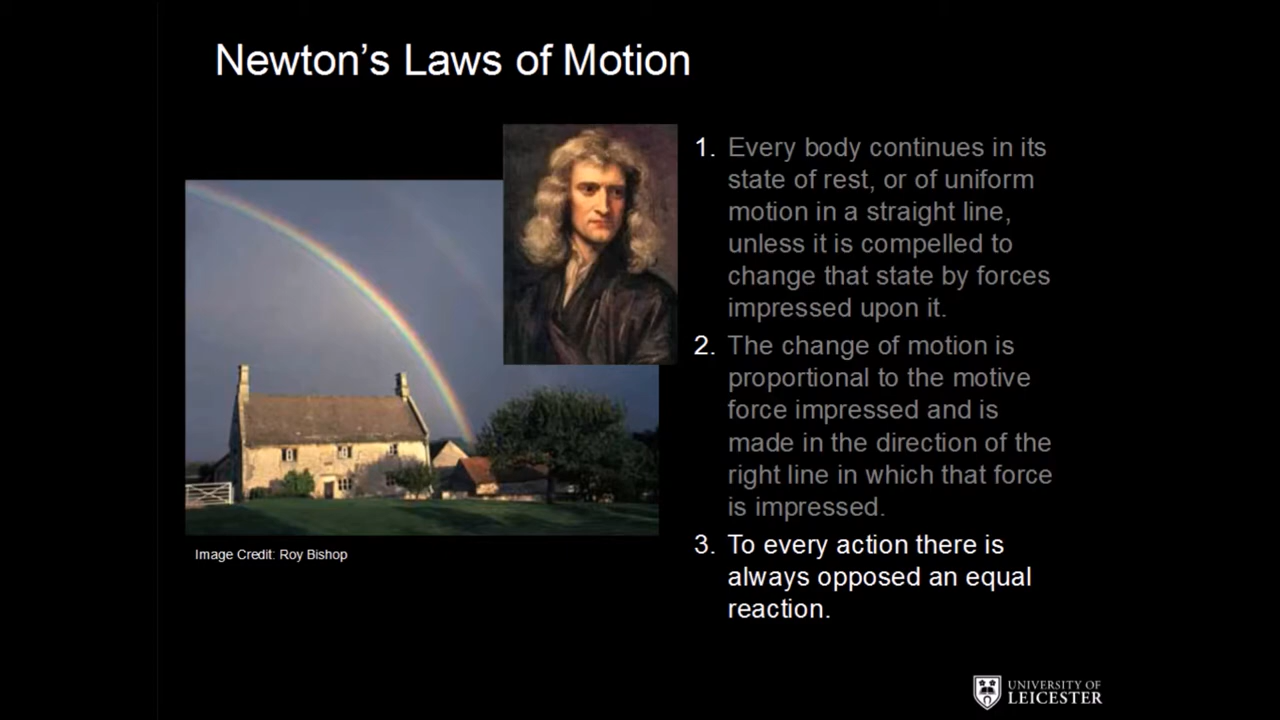 Newton’s Laws of Motion
1. Every body continues in its
state of rest, or of uniform
motion in a straight line,
unless it is compelled to
change that state by forces
impressed upon it.
2. The change of motion is
proportional to the motive
force impressed and is
made in the direction of the
right line in which that force
is impressed.
3. To every action there is
always opposed an equal
reaction.
Image Credit: Roy Bishop
UNIVERSITY OF
LEICESTER